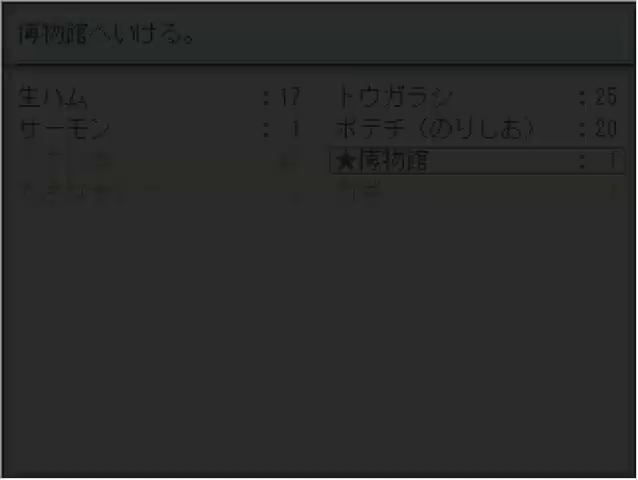 博物館へいける。
生ハム : 17 トウガラシ : 25
サーモン : 1 ポテチ（のりしお） : 20
★博物館 : 1